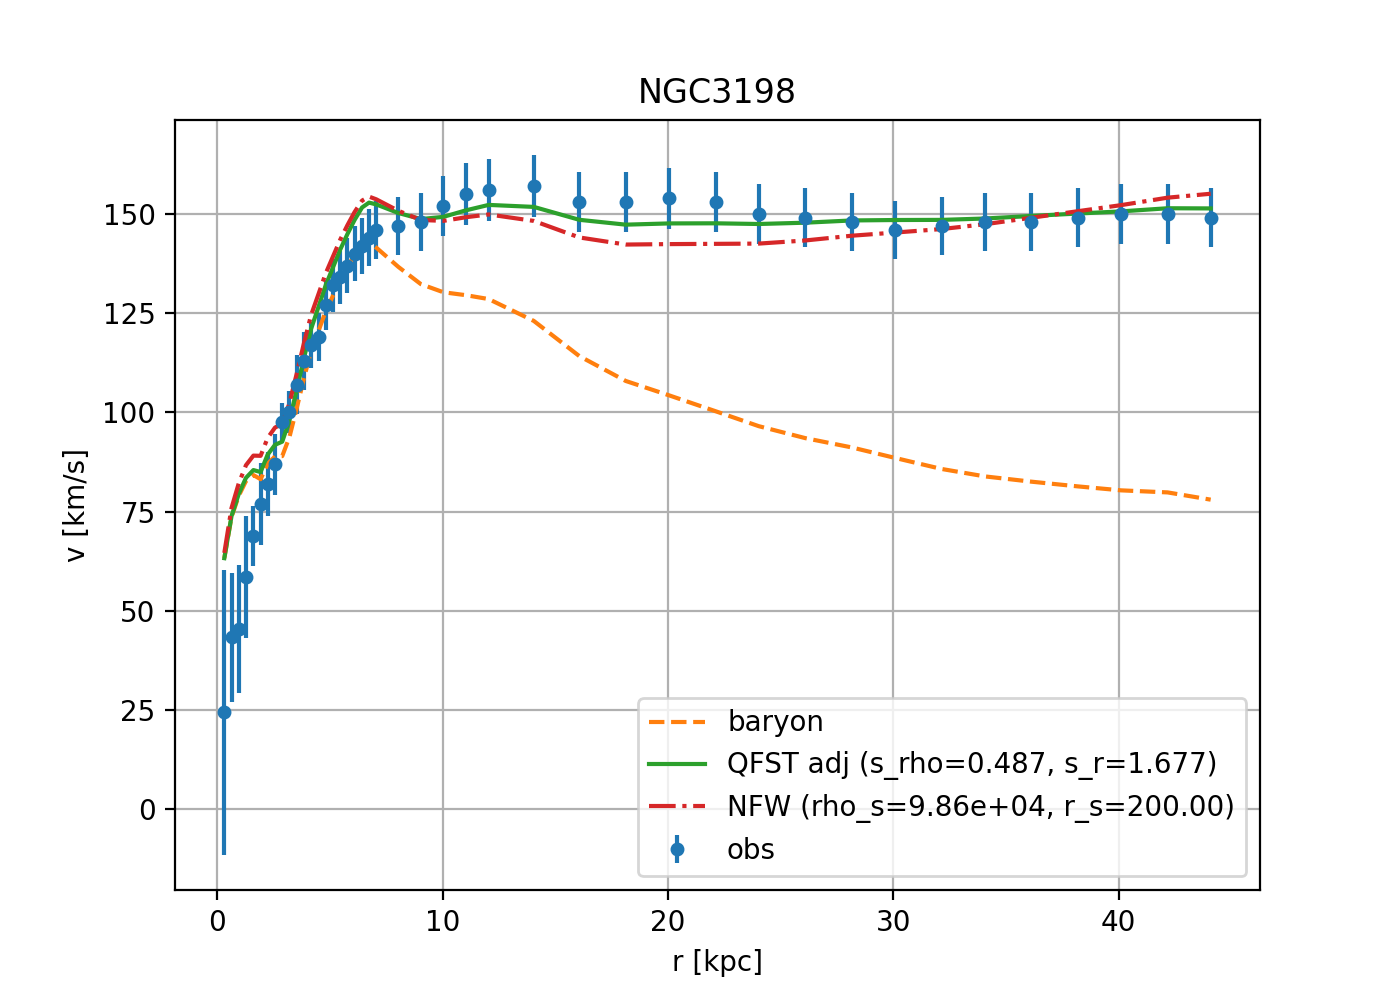 NGC3198
v [km/s]
150
125
100
75
50
25
0
baryon
QFST adj (s_rho=0.487, s_r=1.677)
NFW (rho_s=9.86e+04, r_s=200.00)
obs
0 10 20 30 40
r [kpc]